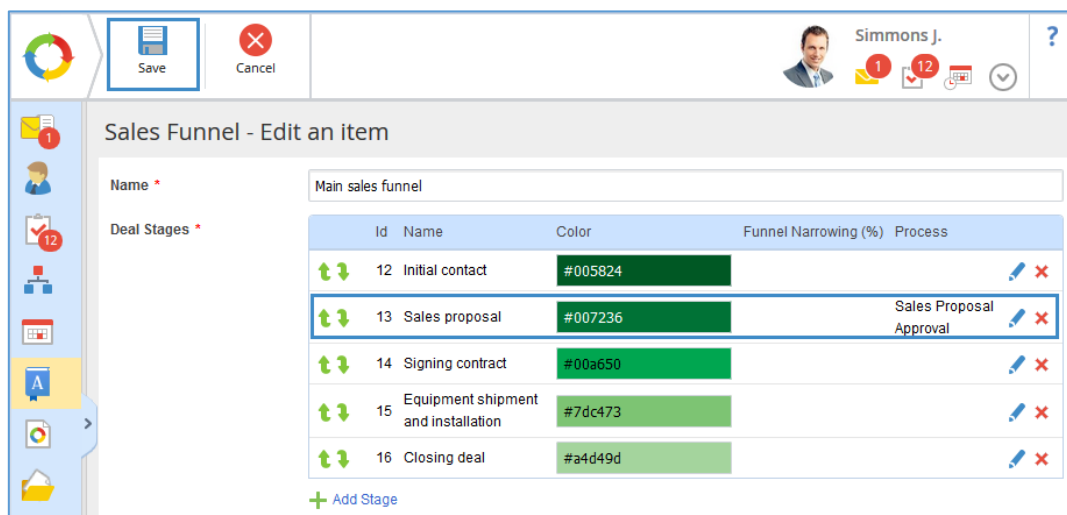 Simmons J.
?
Save
Cancel
1
12
1
Sales Funnel - Edit an item
Name *
Main sales funnel
12
Deal Stages *
Id Name Color Funnel Narrowing (%) Process
12 Initial contact #005824
13 Sales proposal #007236 Sales Proposal
Approval
14 Signing contract #00a650
A
15 Equipment shipment
and installation #7dc473
16 Closing deal #a4d49d
Add Stage